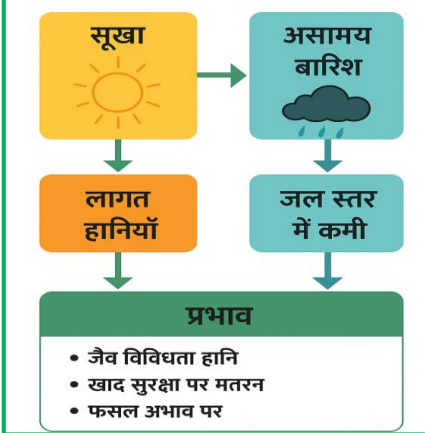 सूखा
असामय
बारिश
लागत
हानियाँ
जल स्तर
में कमी
प्रभाव
• जैव विविधता हानि
• खाद सुरक्षा पर मतरन
• फसल अभाव पर